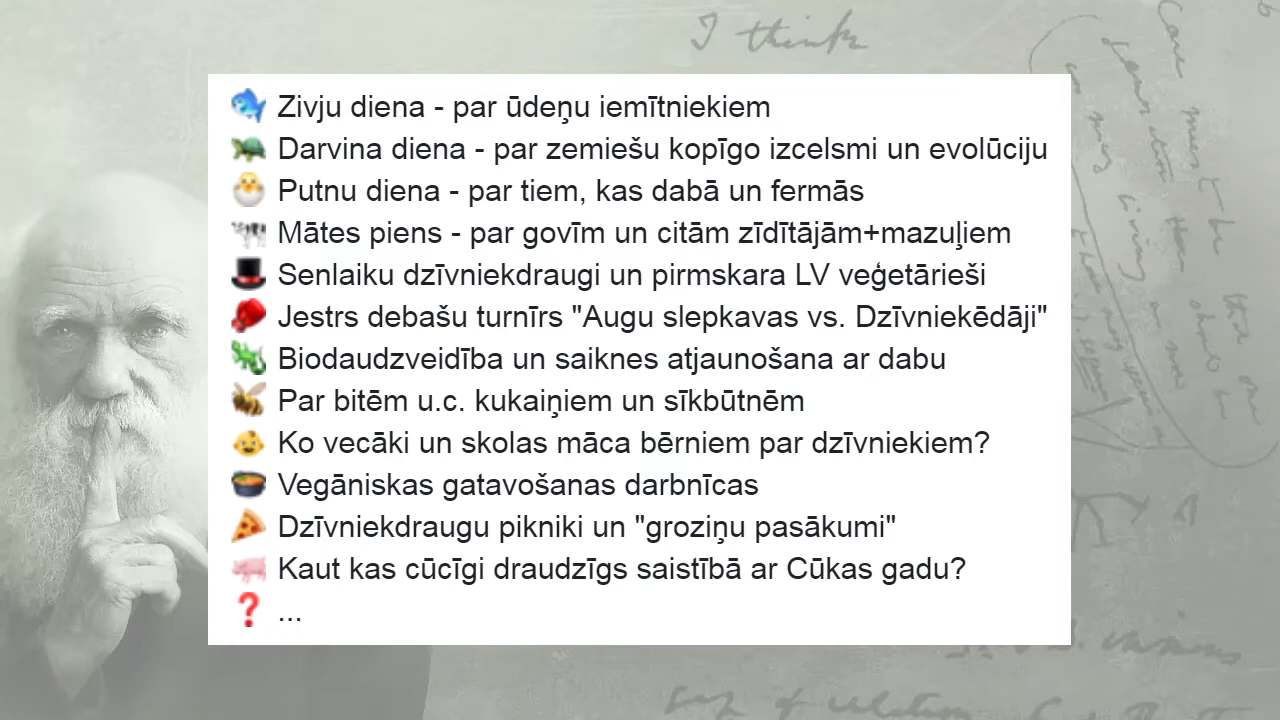 I think
Zivju diena - par ūdeņu iemītniekiem
Darvina diena - par zemiešu kopīgo izcelsmi un evolūciju
Putnu diena - par tiem, kas dabā un fermās
Mātes piens - par govīm un citām zīdītājām+mazuļiem
Senlaiku dzīvniekdraugi un pirmskara LV veģetārieši
Jestrs debašu turnīrs "Augu slepkavas vs. Dzīvniekēdāji"
Biodaudzveidība un saiknes atjaunošana ar dabu
Par bitēm u.c. kukaiņiem un sīkbūtnēm
Ko vecāki un skolas māca bērniem par dzīvniekiem?
Vegāniskas gatavošanas darbnīcas
Dzīvniekdraugu pikniki un "groziņu pasākumi"
Kaut kas cūcīgi draudzīgs saistībā ar Cūkas gadu?
...